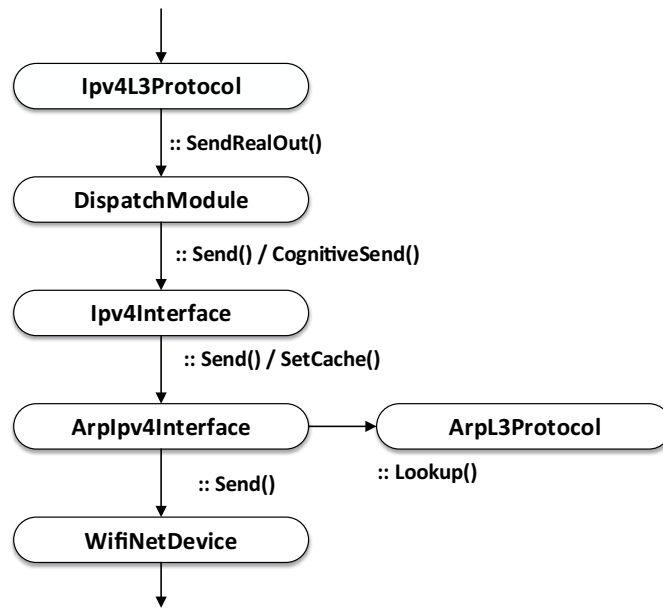 Ipv4L3Protocol
:: SendRealOut()
DispatchModule
:: Send() / CognitiveSend()
Ipv4Interface
:: Send() / SetCache()
ArpIpv4Interface
ArpL3Protocol
:: Lookup()
:: Send()
WifiNetDevice